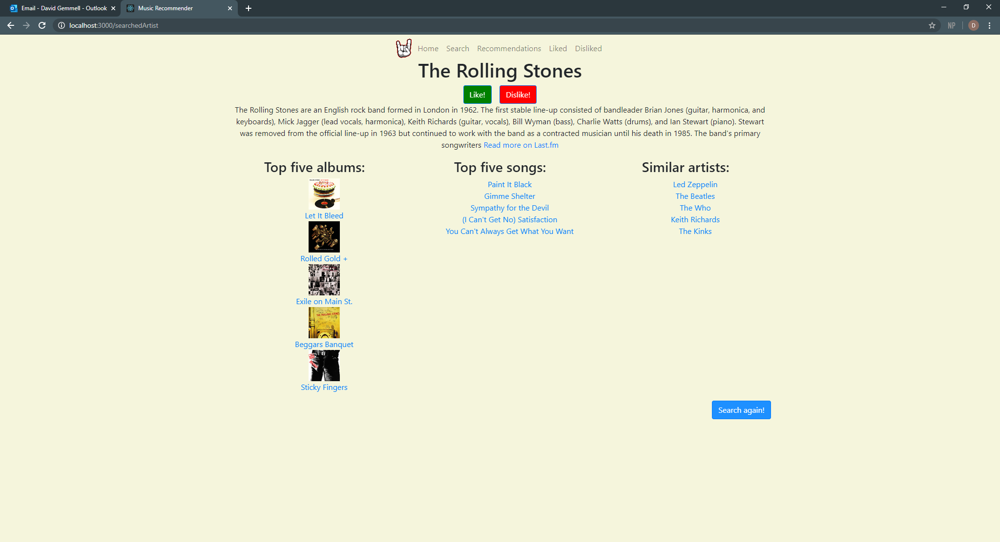 Email - David Gemmell - Outlook
Music Recommender
localhost:3000/searchedArtist
NP
D
Home Search Recommendations Liked Disliked
The Rolling Stones
Like! Dislike!
The Rolling Stones are an English rock band formed in London in 1962. The first stable line-up consisted of bandleader Brian Jones (guitar, harmonica, and
keyboards), Mick Jagger (lead vocals, harmonica), Keith Richards (guitar, vocals), Bill Wyman (bass), Charlie Watts (drums), and Ian Stewart (piano). Stewart
was removed from the official line-up in 1963 but continued to work with the band as a contracted musician until his death in 1985. The band's primary
songwriters Read more on Last.fm
Top five albums:
ROLLING STONES LET IT BLEED
Let It Bleed
Rolled Gold +
Exile on Main St.
THE ROLLING STONES
Beggars Banquet
Sticky Fingers
Top five songs:
Paint It Black
Gimme Shelter
Sympathy for the Devil
(I Can't Get No) Satisfaction
You Can't Always Get What You Want
Similar artists:
Led Zeppelin
The Beatles
The Who
Keith Richards
The Kinks
Search again!